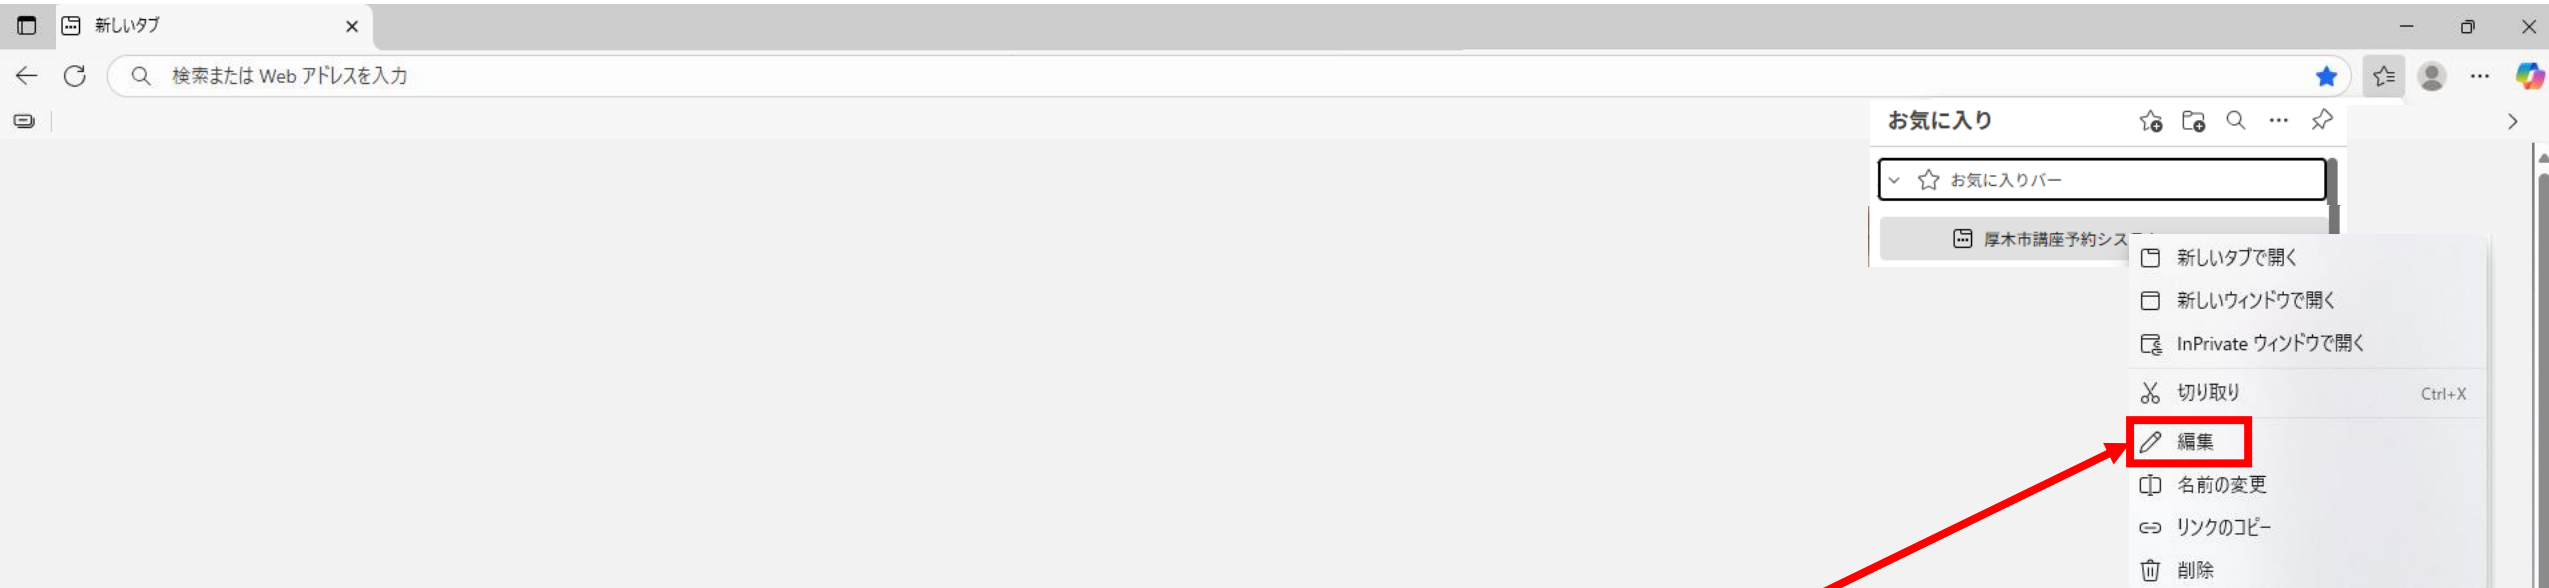 新しいタブ
検索または Web アドレスを入力
お気に入り
お気に入りバー
厚木市講座予約シス
新しいタブで開く
新しいウィンドウで開く
InPrivate ウィンドウで開く
切り取り Ctrl+X
編集
名前の変更
リンクのコピー
削除